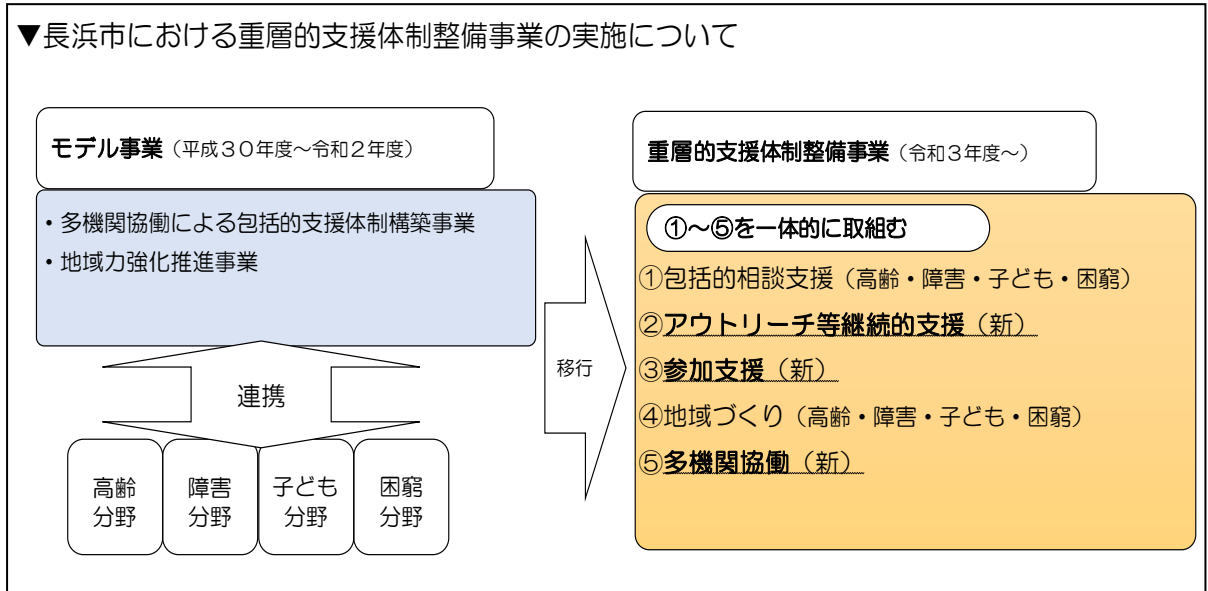 ▼長浜市における重層的支援体制整備事業の実施について
モデル事業（平成３０年度～令和２年度）
・多機関協働による包括的支援体制構築事業
・地域力強化推進事業
連携
高齢
分野
障害
分野
子ども
分野
困窮
分野
移行
重層的支援体制整備事業（令和３年度～）
①～⑤を一体的に取組む
①包括的相談支援（高齢・障害・子ども・困窮）
②アウトリーチ等継続的支援（新）
③参加支援（新）
④地域づくり（高齢・障害・子ども・困窮）
⑤多機関協働（新）